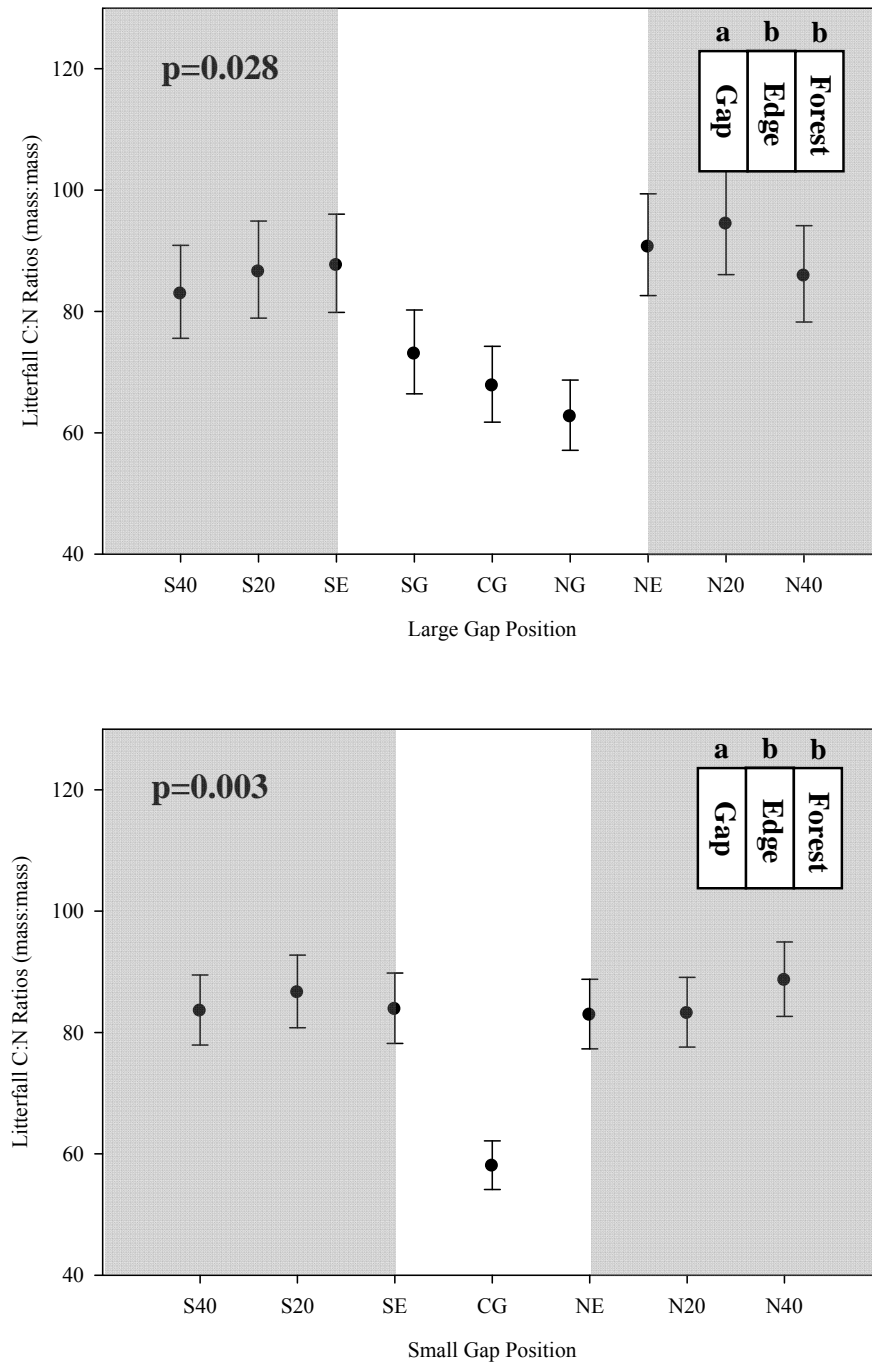 p=0.028
a b b
Gap Edge Forest
120
100
80
60
40
Litterfall C:N Ratios (mass:mass)
S40 S20 SE SG CG NG NE N20 N40
Large Gap Position
p=0.003
a b b
Gap Edge Forest
120
100
80
60
40
Litterfall C:N Ratios (mass:mass)
S40 S20 SE CG NE N20 N40
Small Gap Position